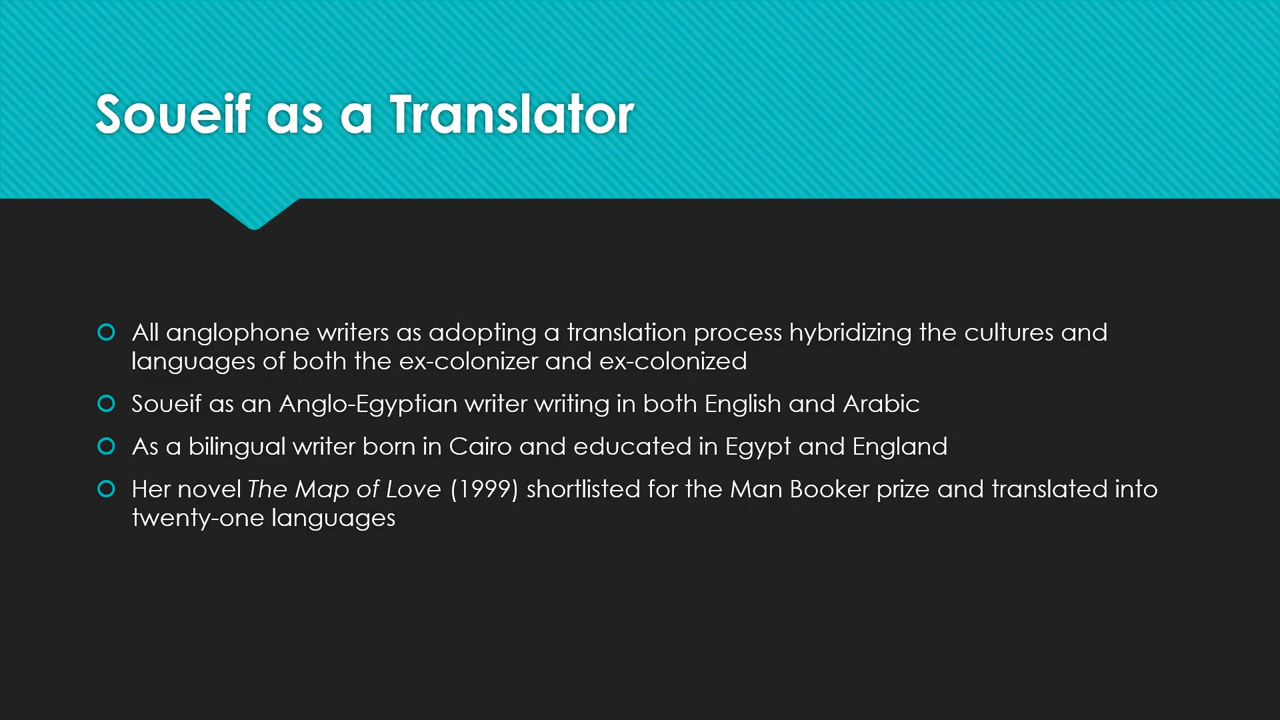 Soueif as a Translator
All anglophone writers as adopting a translation process hybridizing the cultures and
languages of both the ex-colonizer and ex-colonized
Soueif as an Anglo-Egyptian writer writing in both English and Arabic
As a bilingual writer born in Cairo and educated in Egypt and England
Her novel The Map of Love (1999) shortlisted for the Man Booker prize and translated into
twenty-one languages